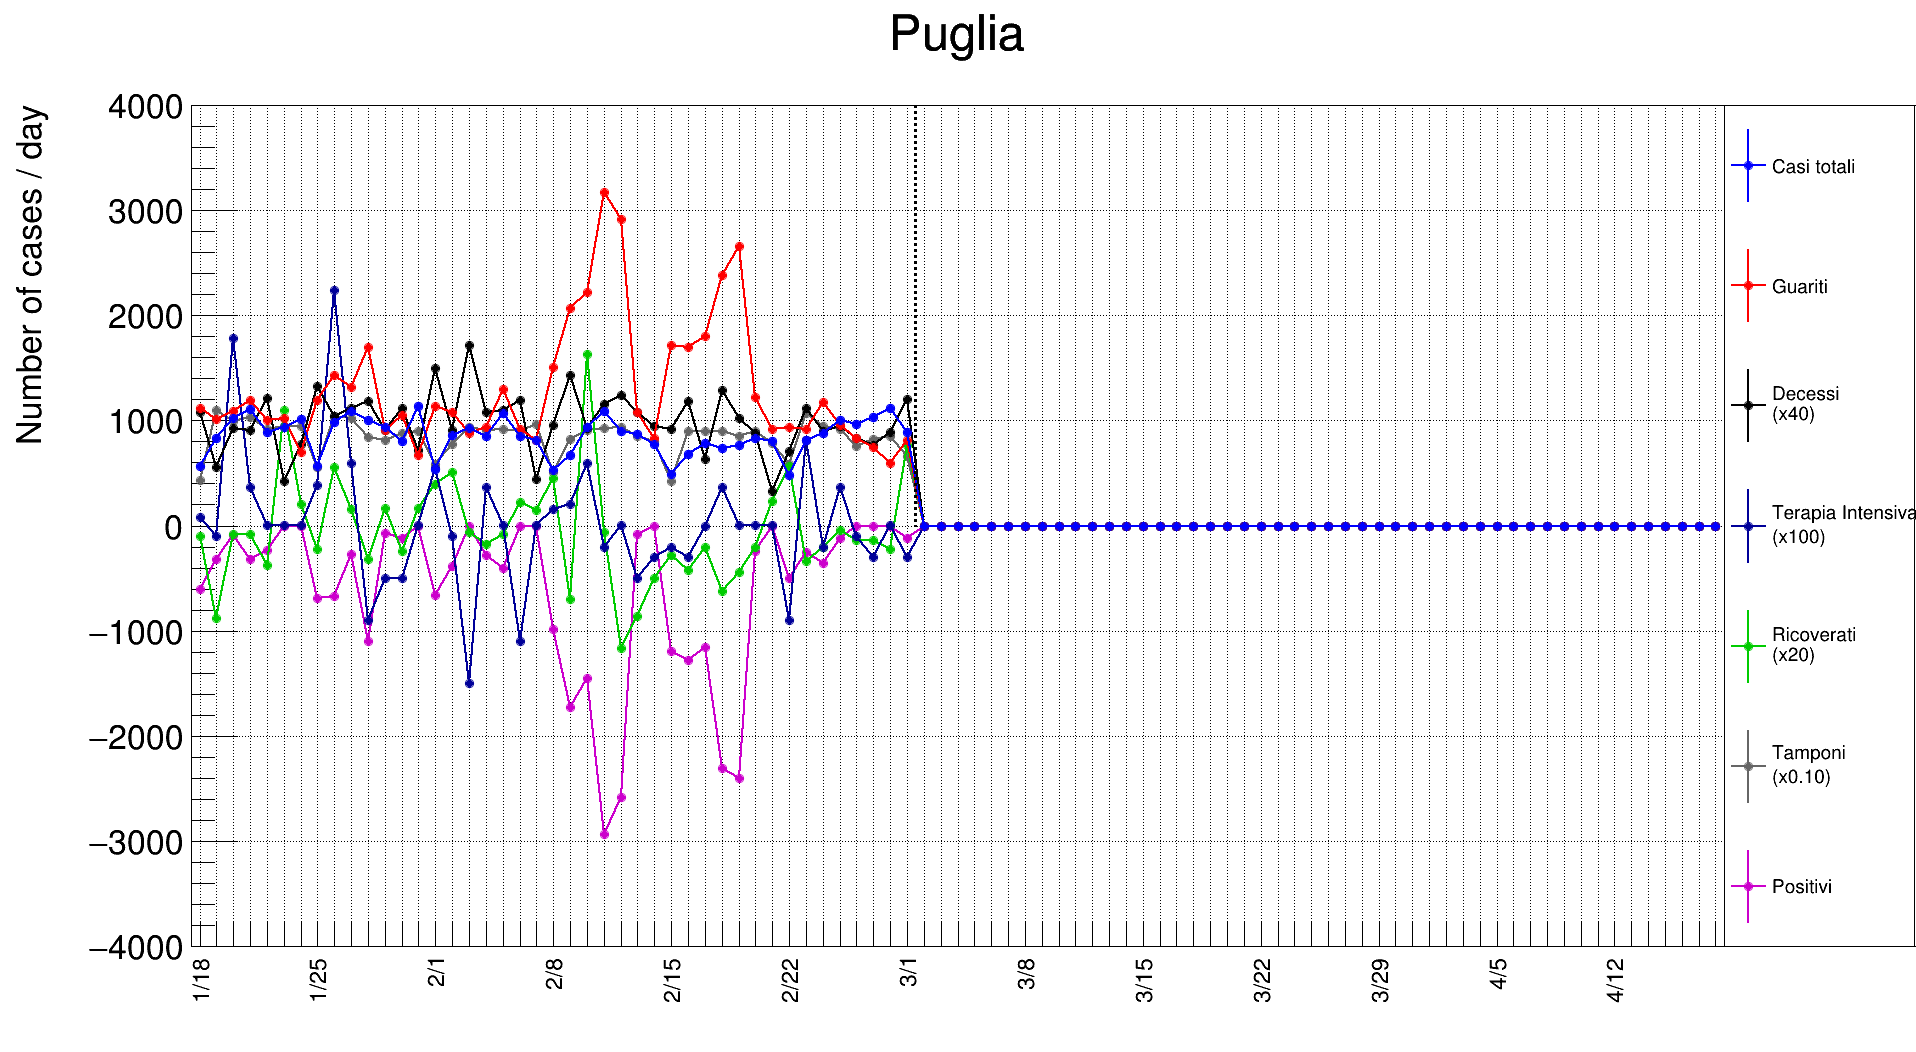 Puglia
Number of cases / day
4000
3000
2000
1000
0
−1000
−2000
−3000
−4000
1/18
1/25
2/1
2/8
2/15
2/22
3/1
3/8
3/15
3/22
3/29
4/5
4/12
Casi totali
Guariti
Decessi
(x40)
Terapia Intensiva
(x100)
Ricoverati
(x20)
Tamponi
(x0.10)
Positivi